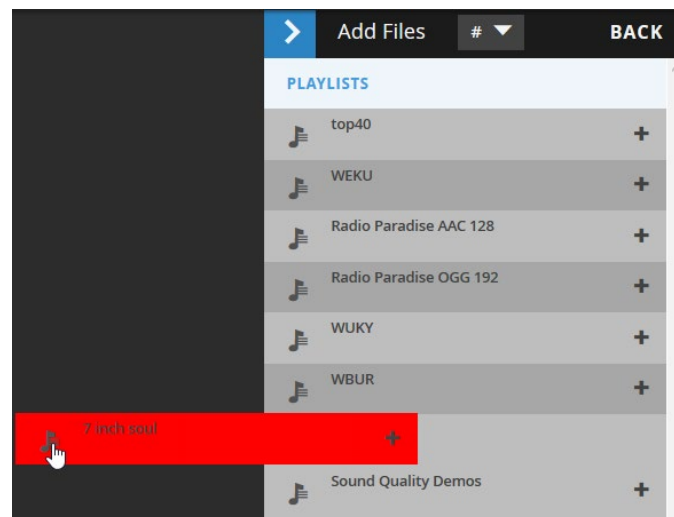 Add Files # BACK
PLAYLISTS
top40
WEKU
Radio Paradise AAC 128
Radio Paradise OGG 192
WUKY
WBUR
7 inch soul
Sound Quality Demos